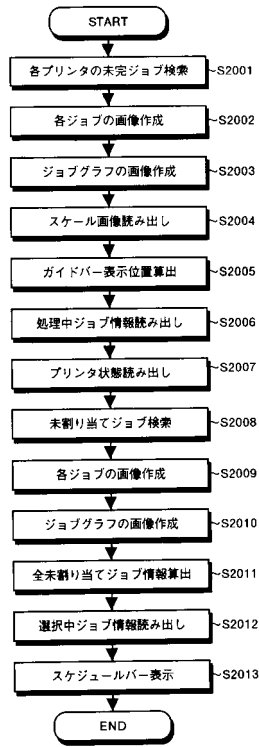 START
各プリンタの未完ジョブ検索 S2001
各ジョブの画像作成 S2002
ジョブグラフの画像作成 S2003
スケール画像読み出し S2004
ガイドバー表示位置算出 S2005
処理中ジョブ情報読み出し S2006
プリンタ状態読み出し S2007
未割り当てジョブ検索 S2008
各ジョブの画像作成 S2009
ジョブグラフの画像作成 S2010
全未割り当てジョブ情報算出 S2011
選択中ジョブ情報読み出し S2012
スケジュールバー表示 S2013
END